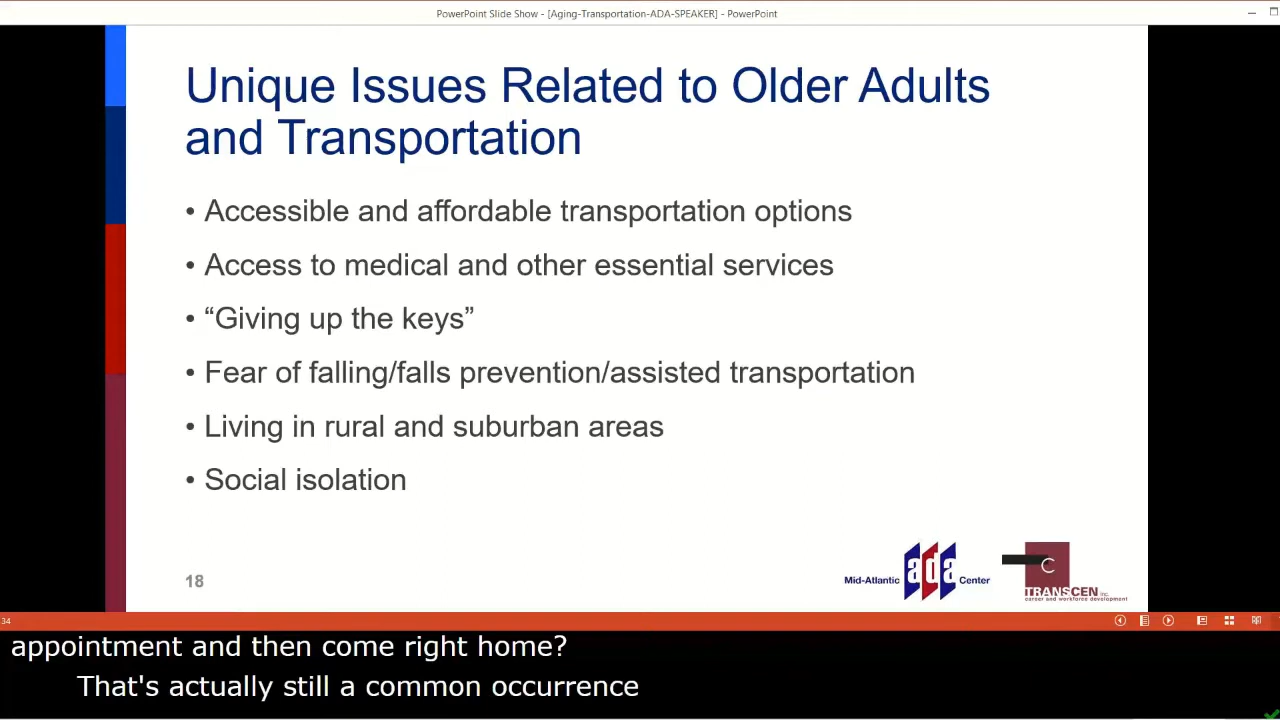 PowerPoint Slide Show - [Aging-Transportation-ADA-SPEAKER] - PowerPoint
Unique Issues Related to Older Adults
and Transportation
• Accessible and affordable transportation options
• Access to medical and other essential services
• “Giving up the keys”
• Fear of falling/falls prevention/assisted transportation
• Living in rural and suburban areas
• Social isolation
18
Mid-Atlantic ada Center
C
TRANSCEN inc.
career and workforce development
34
appointment and then come right home?
That's actually still a common occurrence